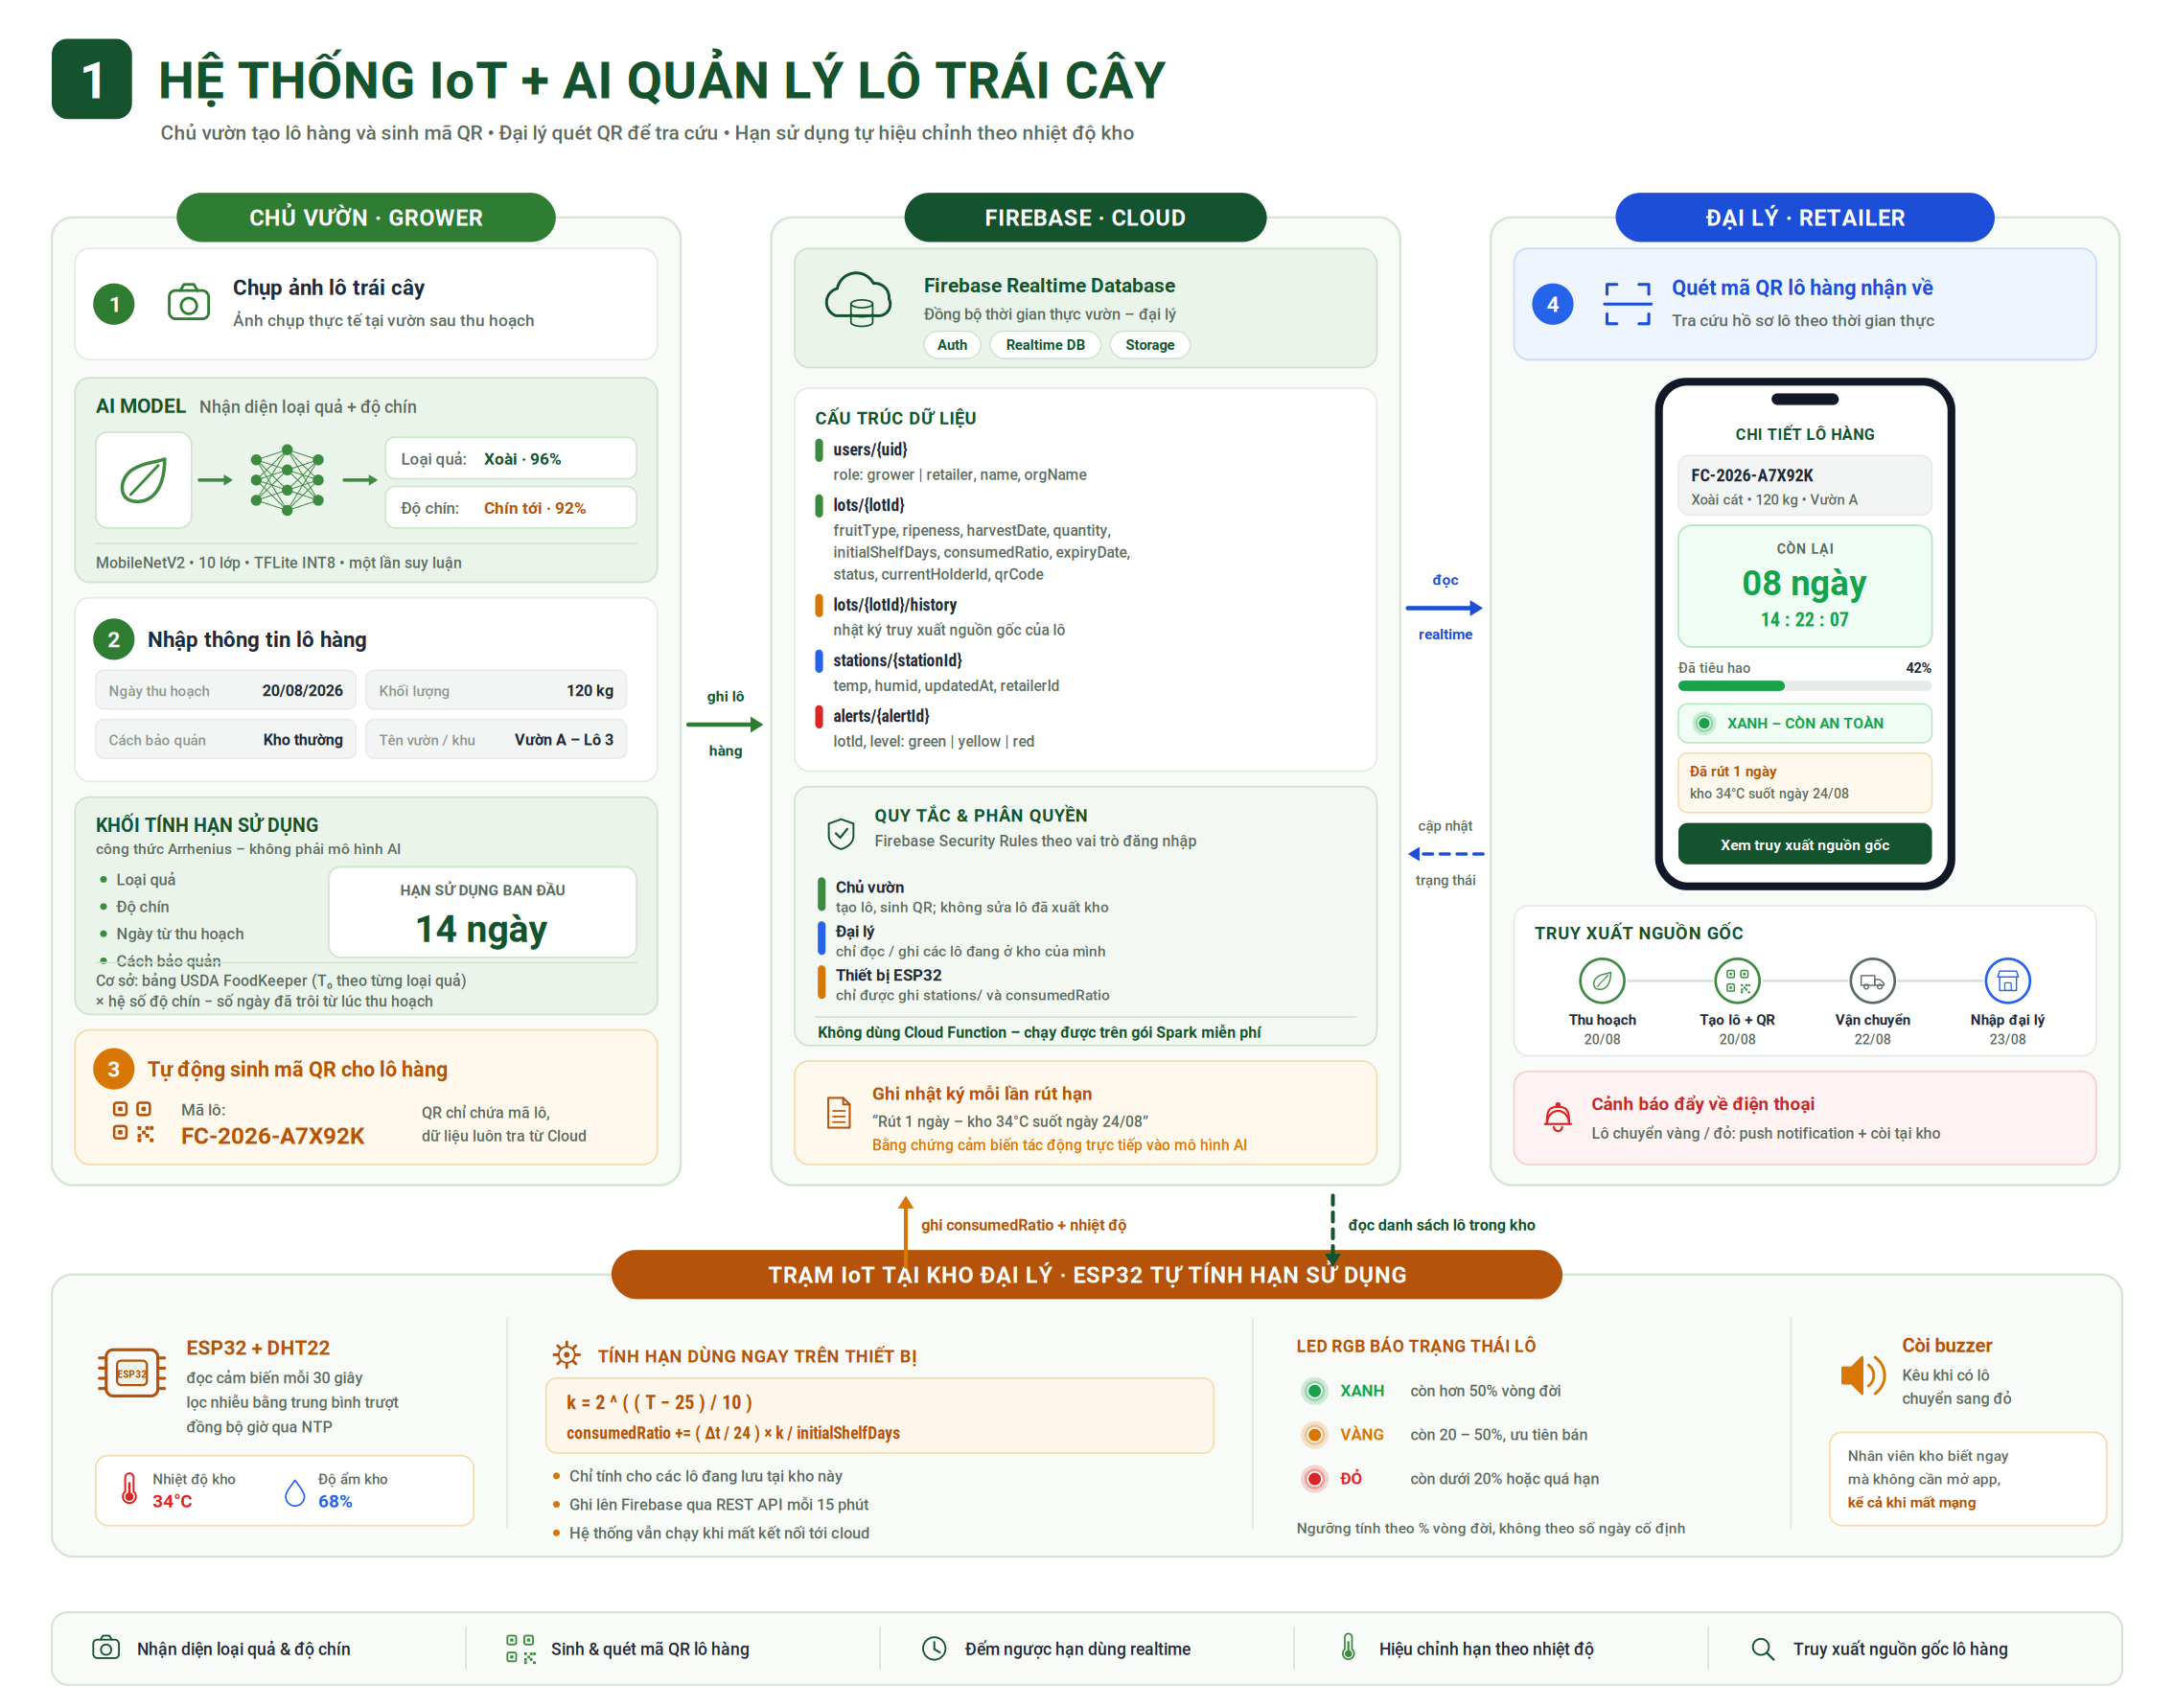 1
HỆ THỐNG IoT + AI QUẢN LÝ LÔ TRÁI CÂY
Chủ vườn tạo lô hàng và sinh mã QR • Đại lý quét QR để tra cứu • Hạn sử dụng tự hiệu chỉnh theo nhiệt độ kho
CHỦ VƯỜN · GROWER
1
Chụp ảnh lô trái cây
Ảnh chụp thực tế tại vườn sau thu hoạch
AI MODEL Nhận diện loại quả + độ chín
Loại quả: Xoài · 96%
Độ chín: Chín tới · 92%
MobileNetV2 • 10 lớp • TFLite INT8 • một lần suy luận
2 Nhập thông tin lô hàng
Ngày thu hoạch 20/08/2026
Khối lượng 120 kg
Cách bảo quản Kho thường
Tên vườn / khu Vườn A – Lô 3
KHỐI TÍNH HẠN SỬ DỤNG
công thức Arrhenius – không phải mô hình AI
• Loại quả
• Độ chín
• Ngày từ thu hoạch
• Cách bảo quản
HẠN SỬ DỤNG BAN ĐẦU
14 ngày
Cơ sở: bảng USDA FoodKeeper (T₀ theo từng loại quả)
× hệ số độ chín − số ngày đã trôi từ lúc thu hoạch
3 Tự động sinh mã QR cho lô hàng
Mã lô:
FC-2026-A7X92K
QR chỉ chứa mã lô,
dữ liệu luôn tra từ Cloud
ghi lô
hàng
FIREBASE · CLOUD
Firebase Realtime Database
Đồng bộ thời gian thực vườn – đại lý
Auth
Realtime DB
Storage
CẤU TRÚC DỮ LIỆU
users/{uid}
role: grower | retailer, name, orgName
lots/{lotId}
fruitType, ripeness, harvestDate, quantity,
initialShelfDays, consumedRatio, expiryDate,
status, currentHolderId, qrCode
lots/{lotId}/history
nhật ký truy xuất nguồn gốc của lô
stations/{stationId}
temp, humid, updatedAt, retailerId
alerts/{alertId}
lotId, level: green | yellow | red
QUY TẮC & PHÂN QUYỀN
Firebase Security Rules theo vai trò đăng nhập
Chủ vườn
tạo lô, sinh QR; không sửa lô đã xuất kho
Đại lý
chỉ đọc / ghi các lô đang ở kho của mình
Thiết bị ESP32
chỉ được ghi stations/ và consumedRatio
Không dùng Cloud Function – chạy được trên gói Spark miễn phí
Ghi nhật ký mỗi lần rút hạn
“Rút 1 ngày – kho 34°C suốt ngày 24/08”
Bằng chứng cảm biến tác động trực tiếp vào mô hình AI
đọc
realtime
cập nhật
trạng thái
ĐẠI LÝ · RETAILER
4
Quét mã QR lô hàng nhận về
Tra cứu hồ sơ lô theo thời gian thực
CHI TIẾT LÔ HÀNG
FC-2026-A7X92K
Xoài cát • 120 kg • Vườn A
CÒN LẠI
08 ngày
14 : 22 : 07
Đã tiêu hao 42%
XANH – CÒN AN TOÀN
Đã rút 1 ngày
kho 34°C suốt ngày 24/08
Xem truy xuất nguồn gốc
TRUY XUẤT NGUỒN GỐC
Thu hoạch
20/08
Tạo lô + QR
20/08
Vận chuyển
22/08
Nhập đại lý
23/08
Cảnh báo đẩy về điện thoại
Lô chuyển vàng / đỏ: push notification + còi tại kho
ghi consumedRatio + nhiệt độ
đọc danh sách lô trong kho
TRẠM IoT TẠI KHO ĐẠI LÝ · ESP32 TỰ TÍNH HẠN SỬ DỤNG
ESP32
ESP32 + DHT22
đọc cảm biến mỗi 30 giây
lọc nhiễu bằng trung bình trượt
đồng bộ giờ qua NTP
Nhiệt độ kho
34°C
Độ ẩm kho
68%
TÍNH HẠN DÙNG NGAY TRÊN THIẾT BỊ
k = 2 ^ ( ( T − 25 ) / 10 )
consumedRatio += ( Δt / 24 ) × k / initialShelfDays
• Chỉ tính cho các lô đang lưu tại kho này
• Ghi lên Firebase qua REST API mỗi 15 phút
• Hệ thống vẫn chạy khi mất kết nối tới cloud
LED RGB BÁO TRẠNG THÁI LÔ
XANH còn hơn 50% vòng đời
VÀNG còn 20 – 50%, ưu tiên bán
ĐỎ còn dưới 20% hoặc quá hạn
Ngưỡng tính theo % vòng đời, không theo số ngày cố định
Còi buzzer
Kêu khi có lô
chuyển sang đỏ
Nhân viên kho biết ngay
mà không cần mở app,
kể cả khi mất mạng
Nhận diện loại quả & độ chín
Sinh & quét mã QR lô hàng
Đếm ngược hạn dùng realtime
Hiệu chỉnh hạn theo nhiệt độ
Truy xuất nguồn gốc lô hàng